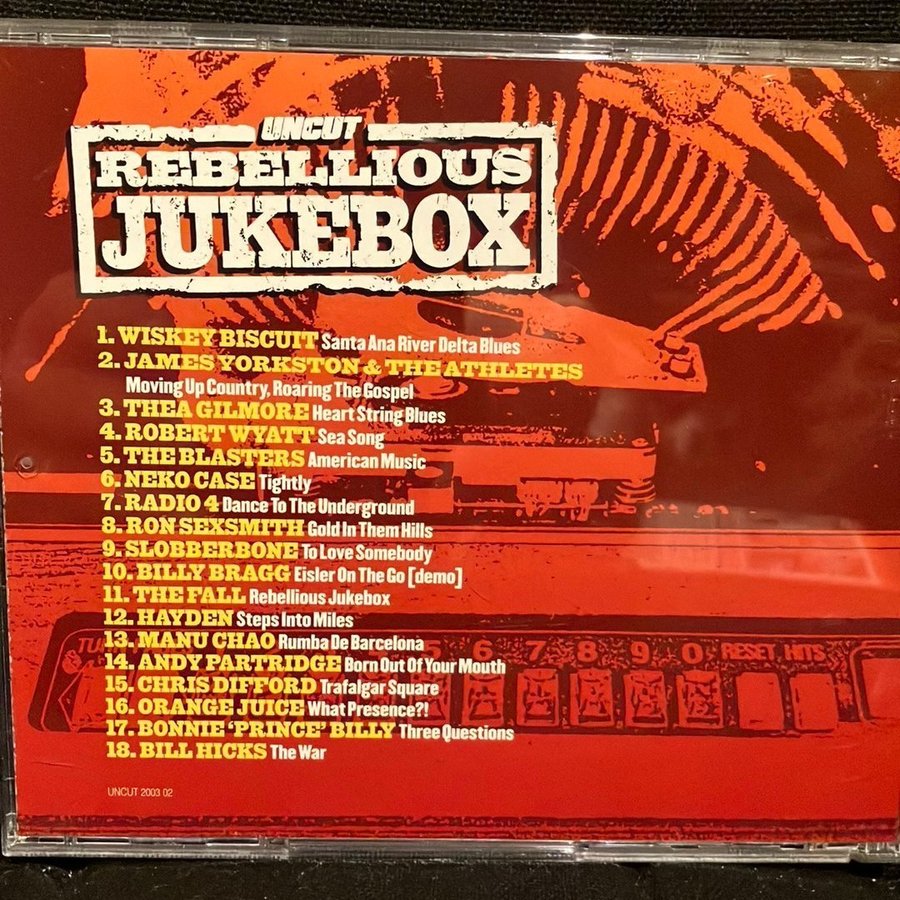 UNCUT
REBELLIOUS
JUKEBOX
1. WISKEY BISCUIT Santa Ana River Delta Blues
2. JAMES YORKSTON & THE ATHLETES
Moving Up Country, Roaring The Gospel
3. THEA GILMORE Heart String Blues
4. ROBERT WYATT Sea Song
5. THE BLASTERS American Music
6. NEKO CASE Tightly
7. RADIO 4 Dance To The Underground
8. RON SEXSMITH Gold In Them Hills
9. SLOBBERBONE To Love Somebody
10. BILLY BRAGG Eisler On The Go [demo]
11. THE FALL Rebellious Jukebox
12. HAYDEN Steps Into Miles
13. MANU CHAO Rumba De Barcelona
14. ANDY PARTRIDGE Born Out Of Your Mouth
15. CHRIS DIFFORD Trafalgar Square
16. ORANGE JUICE What Presence?!
17. BONNIE 'PRINCE' BILLY Three Questions
18. BILL HICKS The War
5 6 7 8 9 0 RESET HITS
UNCUT 2003 02